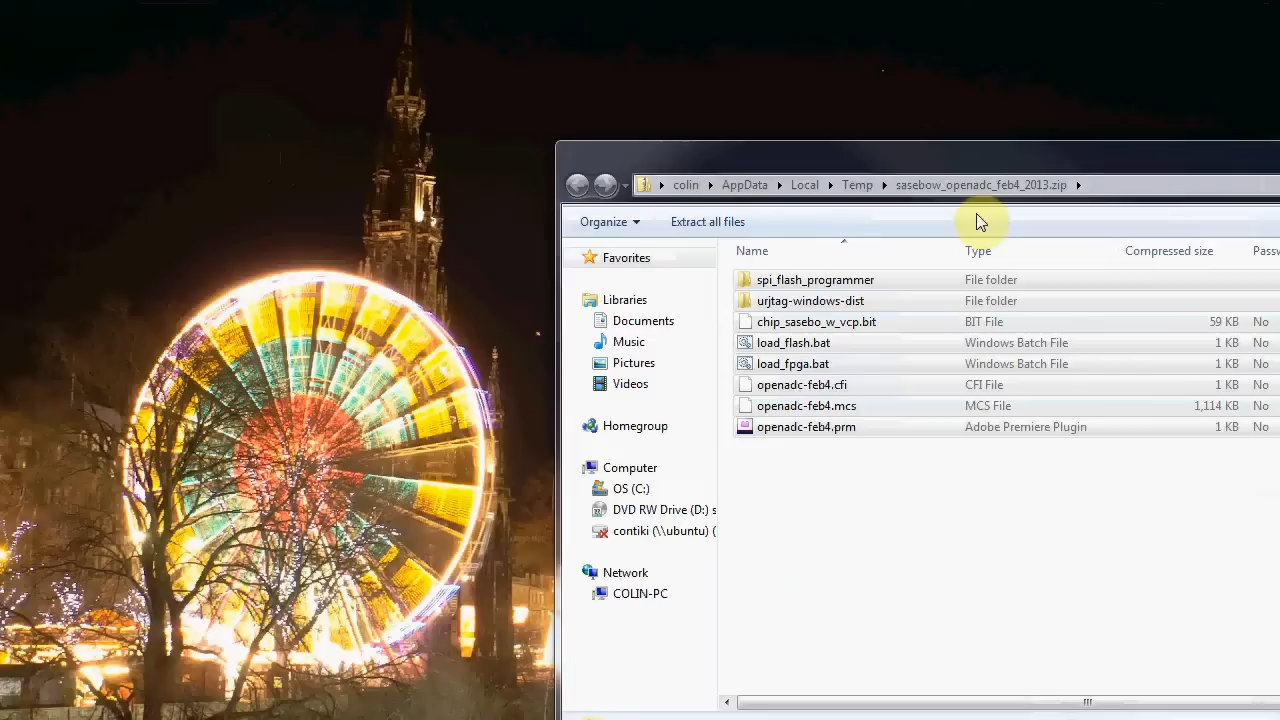 colin AppData Local Temp sasebow_openadc_feb4_2013.zip
Organize Extract all files
Name Type Compressed size
Favorites
Libraries
Documents
Music
Pictures
Videos
Homegroup
Computer
OS (C:)
DVD RW Drive (D:) s
contiki (\\ubuntu) (
Network
COLIN-PC
spi_flash_programmer File folder
urjtag-windows-dist File folder
chip_sasebo_w_vcp.bit BIT File 59 KB No
load_flash.bat Windows Batch File 1 KB No
load_fpga.bat Windows Batch File 1 KB No
openadc-feb4.cfi CFI File 1 KB No
openadc-feb4.mcs MCS File 1,114 KB No
openadc-feb4.prm Adobe Premiere Plugin 1 KB No